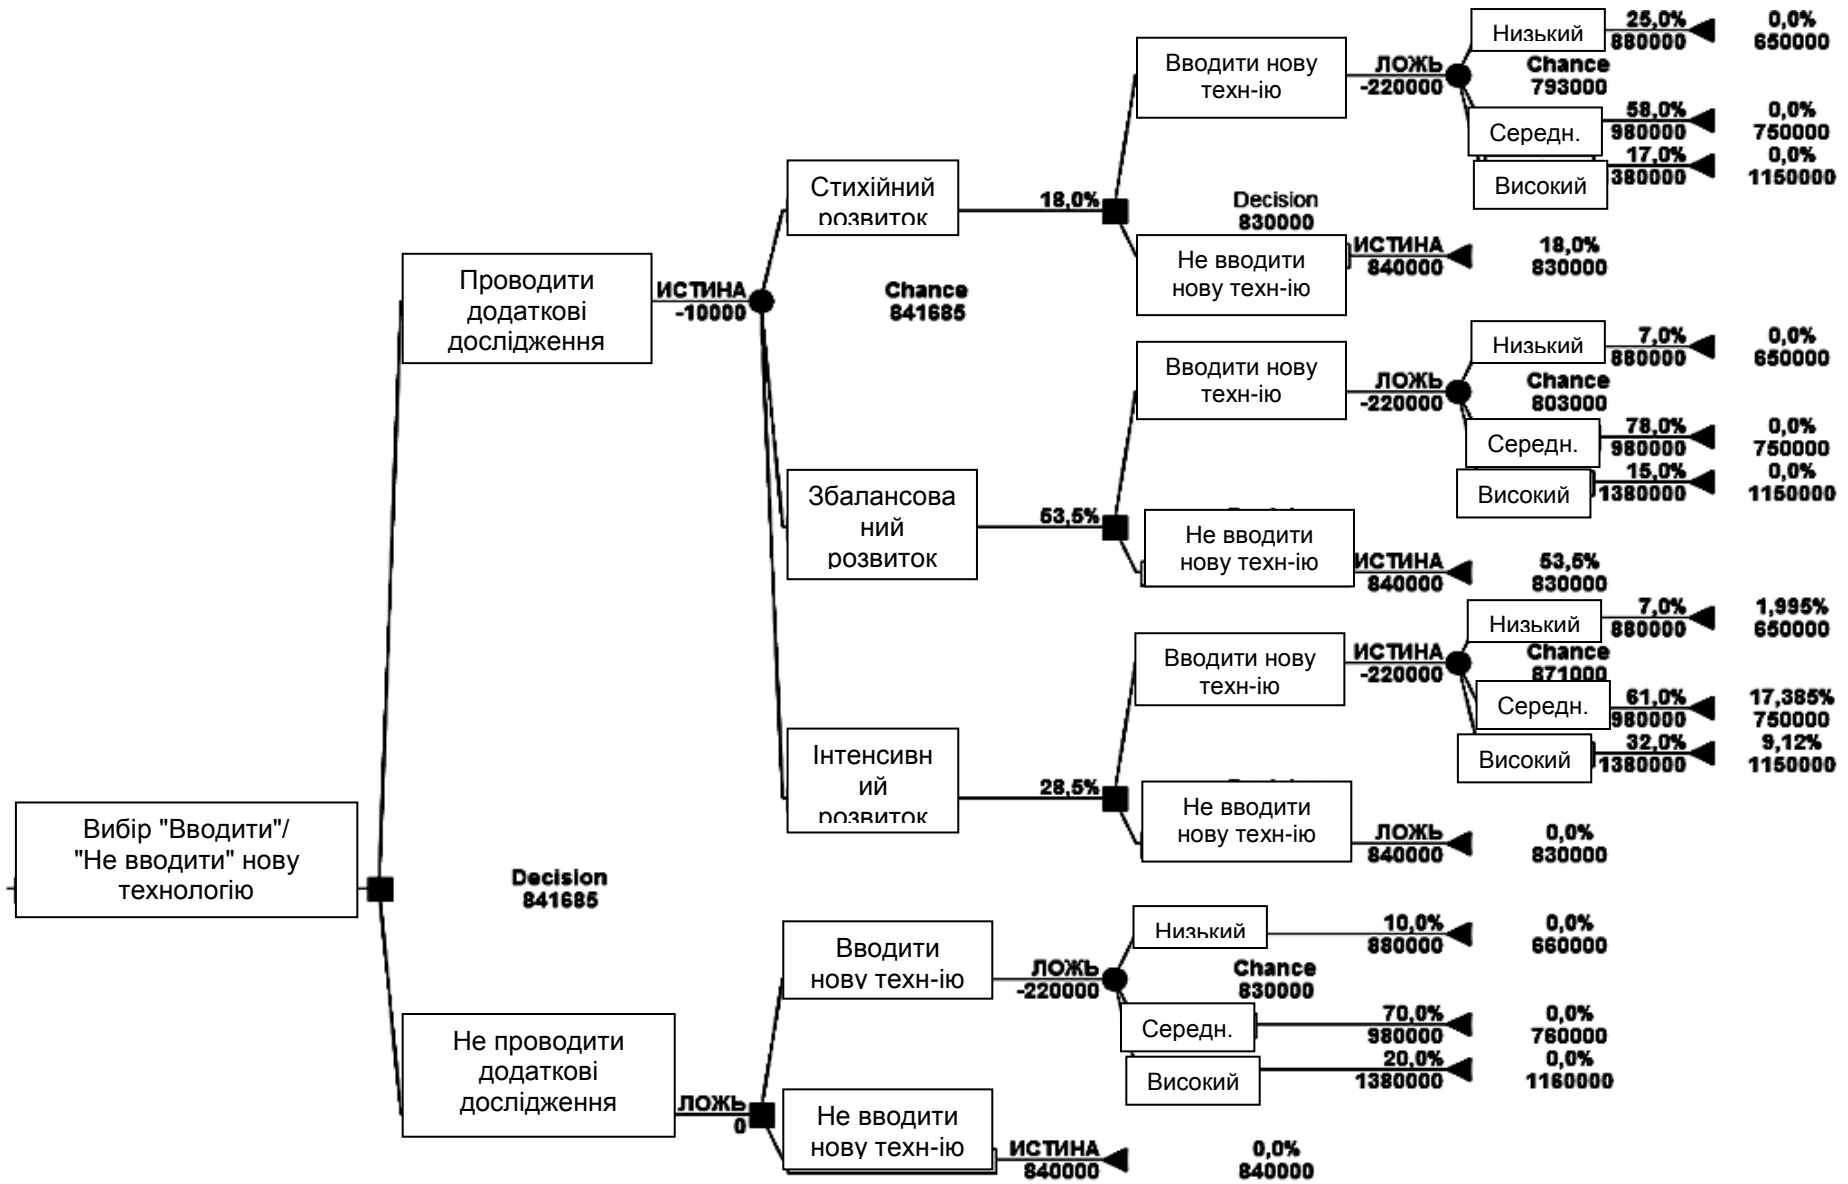 Низький
25,0%
880000
0,0%
650000
Вводити нову
техн-ію
ЛОЖЬ
-220000
Chance
793000
Середн.
58,0%
980000
0,0%
750000
Високий
17,0%
380000
0,0%
1150000
Стихійний
розвиток
18,0%
Decision
830000
Не вводити
нову техн-ію
ИСТИНА
840000
18,0%
830000
Проводити
додаткові
дослідження
ИСТИНА
-10000
Chance
841685
Низький
7,0%
880000
0,0%
650000
Вводити нову
техн-ію
ЛОЖЬ
-220000
Chance
803000
Середн.
78,0%
980000
0,0%
750000
Високий
15,0%
1380000
0,0%
1150000
Збалансова
ний
розвиток
53,5%
Не вводити
нову техн-ію
ИСТИНА
840000
53,5%
830000
Низький
7,0%
880000
1,995%
650000
Вводити нову
техн-ію
ИСТИНА
-220000
Chance
871000
Середн.
61,0%
980000
17,385%
750000
Високий
32,0%
1380000
9,12%
1150000
Інтенсивн
ий
розвиток
28,5%
Не вводити
нову техн-ію
ЛОЖЬ
840000
0,0%
830000
Вибір "Вводити"/
"Не вводити" нову
технологію
Decision
841685
Низький
10,0%
880000
0,0%
660000
Вводити
нову техн-ію
ЛОЖЬ
-220000
Chance
830000
Середн.
70,0%
980000
0,0%
760000
Високий
20,0%
1380000
0,0%
1160000
Не проводити
додаткові
дослідження
ЛОЖЬ
0
Не вводити
нову техн-ію
ИСТИНА
840000
0,0%
840000